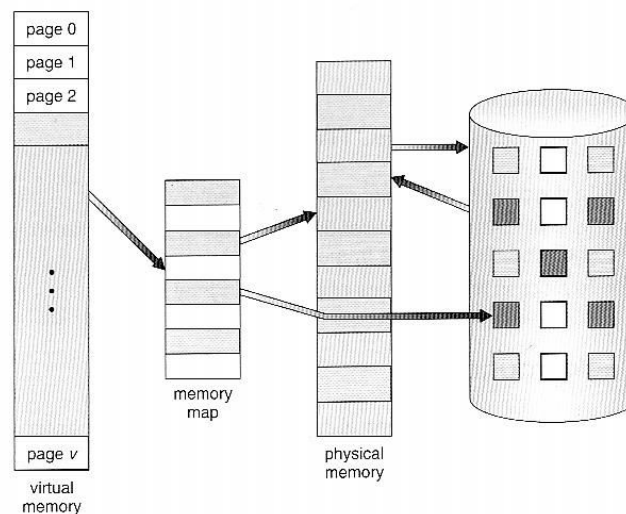 page 0
page 1
page 2
page v
virtual
memory
memory
map
physical
memory